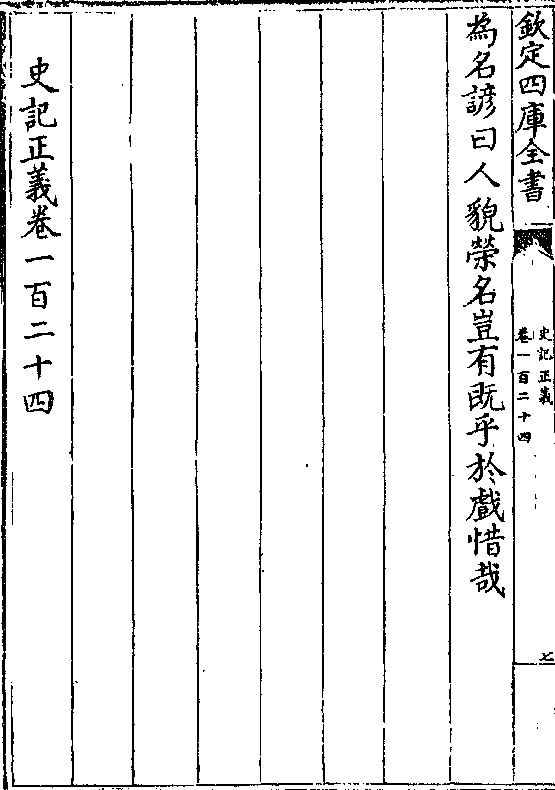 欽定四庫全書
史記正義
卷一百二十四
七
為名諺曰人貌榮名豈有既乎於戲惜哉
史記正義卷一百二十四